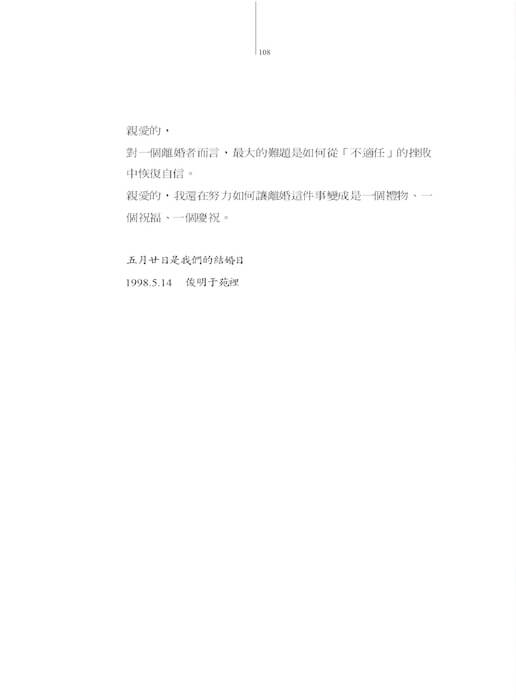 108
親愛的，
對一個離婚者而言，最大的難題是如何從「不適任」的挫敗
中恢復自信。
親愛的，我還在努力如何讓離婚這件事變成是一個禮物、一
個祝福、一個慶祝。
五月廿日是我們的結婚日
1998.5.14 俊明于苑裡